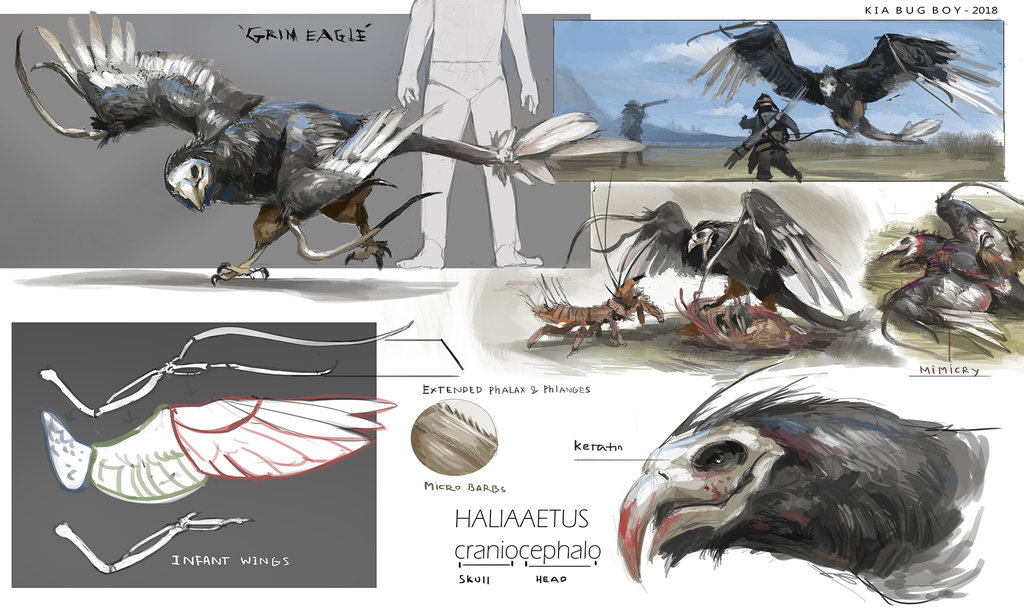 'GRIM EAGLE'
KIA BUG BOY - 2018
MIMICRY
EXTENDED PHALAX & PHLANGES
Keratin
MICRO BARBS
INFANT WINGS
HALIAAETUS
craniocephalo
SKUll HEAD